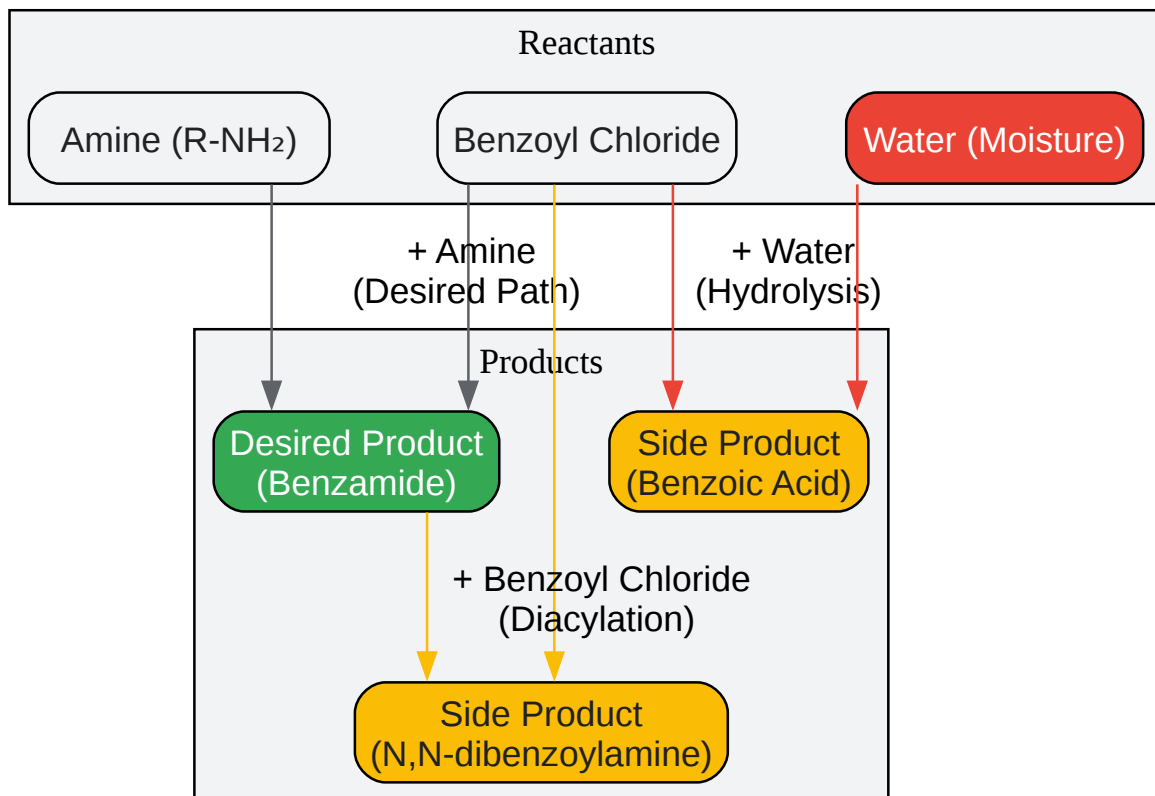 Reactants
Amine (R-NH₂)
Benzoyl Chloride
Water (Moisture)
+ Amine
(Desired Path)
+ Water
(Hydrolysis)
Products
Desired Product
(Benzamide)
Side Product
(Benzoic Acid)
+ Benzoyl Chloride
(Diacylation)
Side Product
(N,N-dibenzoylamine)